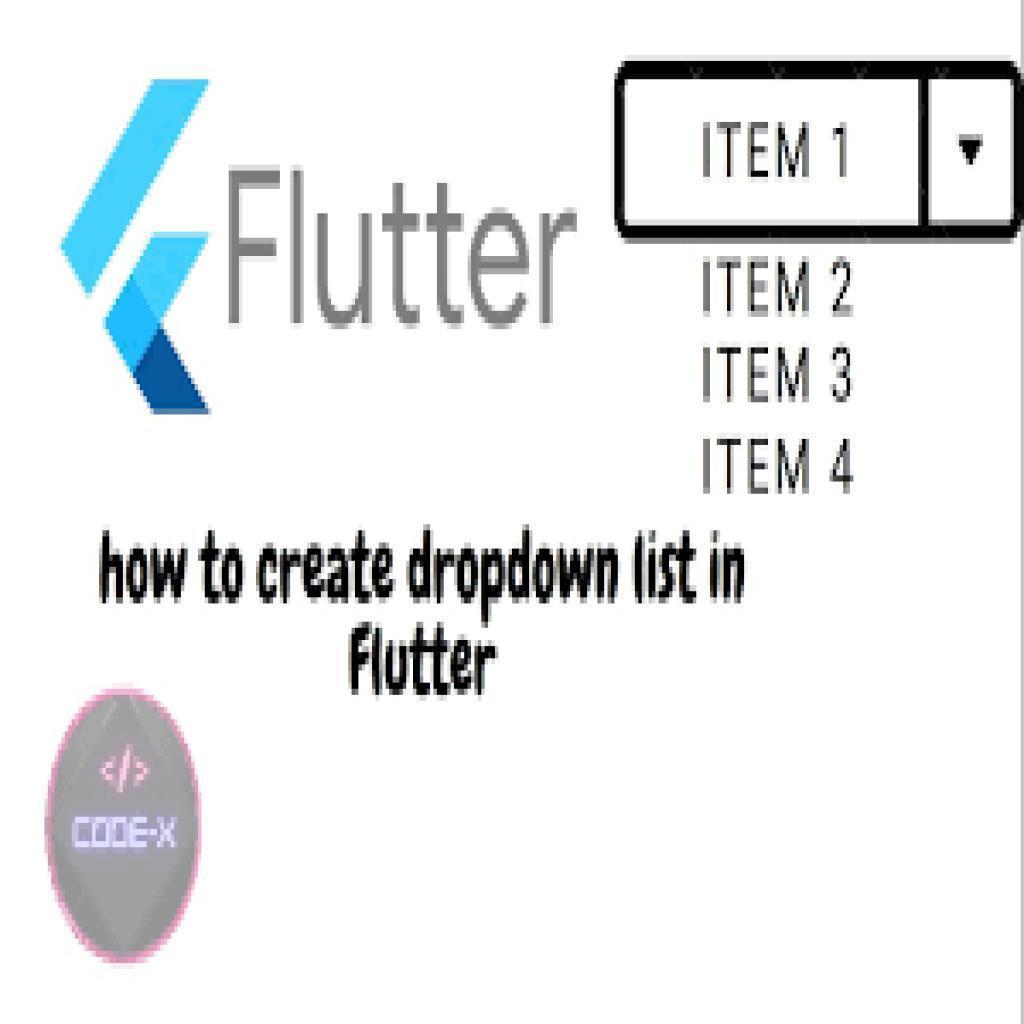 Flutter
ITEM 1
ITEM 2
ITEM 3
ITEM 4
how to create dropdown list in
Flutter
</>
CODE-X